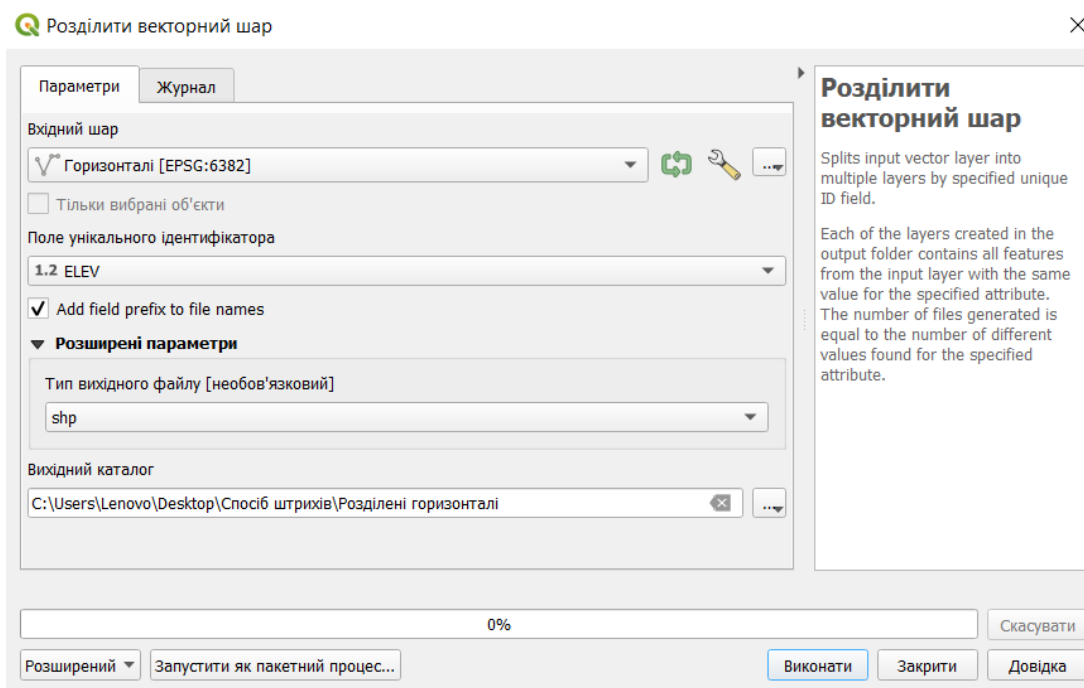 Розділити векторний шар
Параметри
Журнал
Вхідний шар
Горизонталі [EPSG:6382]
...
Тільки вибрані об'єкти
Поле унікального ідентифікатора
1.2 ELEV
Add field prefix to file names
Розширені параметри
Тип вихідного файлу [необов'язковий]
shp
Вихідний каталог
C:\Users\Lenovo\Desktop\Спосіб штрихів\Розділені горизонталі
...
Розділити
векторний шар
Splits input vector layer into
multiple layers by specified unique
ID field.
Each of the layers created in the
output folder contains all features
from the input layer with the same
value for the specified attribute.
The number of files generated is
equal to the number of different
values found for the specified
attribute.
0%
Скасувати
Розширений
Запустити як пакетний процес...
Виконати
Закрити
Довідка